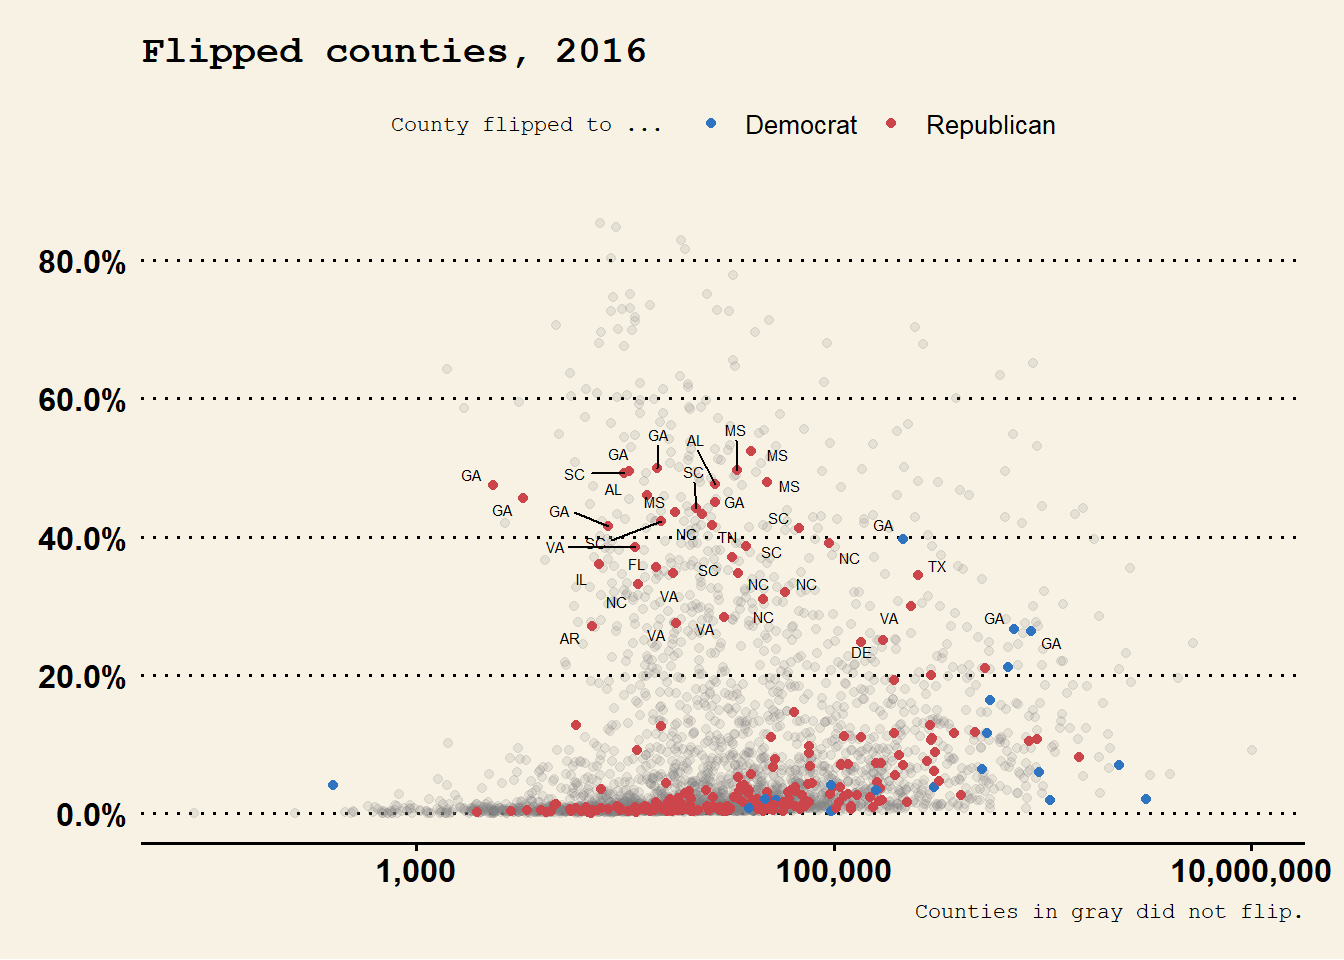 Flipped counties, 2016
County flipped to ... Democrat Republican
80.0%
60.0%
MS
GA
AL
MS
GA
SC
SC
GA
MS
AL
MS
GA
GA
GA
SC
GA
NC
TN
SC
VA
SC
NC
FL
SC
TX
IL
NC
NC
VA
NC
NC
VA
GA
AR
VA
VA
GA
DE
40.0%
20.0%
0.0%
1,000 100,000 10,000,000
Counties in gray did not flip.